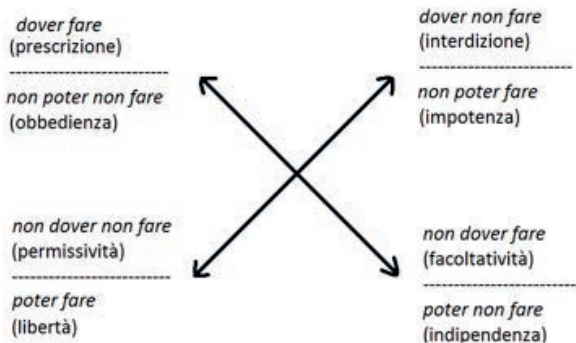 dover fare
(prescrizione)
non poter non fare
(obbedienza)
dover non fare
(interdizione)
non poter fare
(impotenza)
non dover non fare
(permissività)
poter fare
(libertà)
non dover fare
(facoltatività)
poter non fare
(indipendenza)